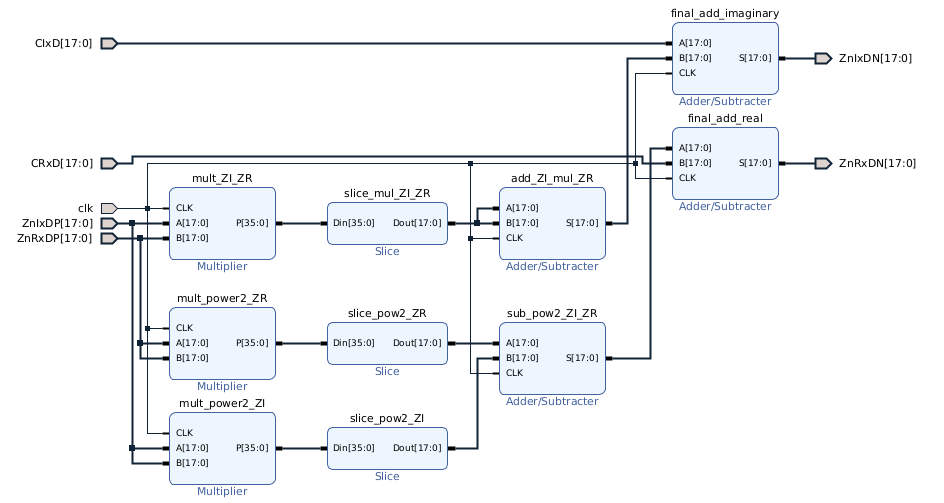 final_add_imaginary
CIxD[17:0]
A[17:0]
B[17:0]
S[17:0]
CLK
ZnIxDN[17:0]
Adder/Subtracter
final_add_real
A[17:0]
CRxD[17:0]
B[17:0]
S[17:0]
CLK
ZnRxDN[17:0]
Adder/Subtracter
mult_ZI_ZR
slice_mul_ZI_ZR
add_ZI_mul_ZR
clk
ZnIxDP[17:0]
ZnRxDP[17:0]
CLK
A[17:0]
P[35:0]
B[17:0]
Multiplier
Din[35:0]
Dout[17:0]
Slice
A[17:0]
B[17:0]
S[17:0]
CLK
Adder/Subtracter
mult_power2_ZR
slice_pow2_ZR
sub_pow2_ZI_ZR
CLK
A[17:0]
P[35:0]
B[17:0]
Multiplier
Din[35:0]
Dout[17:0]
Slice
A[17:0]
B[17:0]
S[17:0]
CLK
Adder/Subtracter
mult_power2_ZI
slice_pow2_ZI
CLK
A[17:0]
P[35:0]
B[17:0]
Multiplier
Din[35:0]
Dout[17:0]
Slice